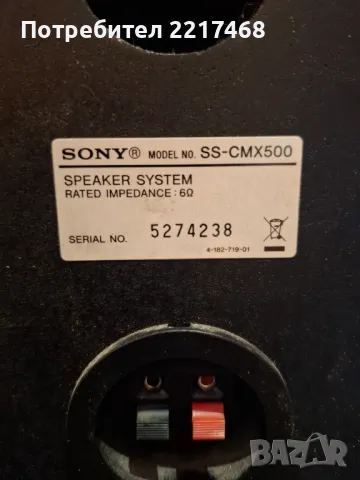 Потребител 2217468
SONY® MODEL NO. SS-CMX500
SPEAKER SYSTEM
RATED IMPEDANCE : 6Ω
SERIAL NO. 5274238
4-182-719-01
BAZAR